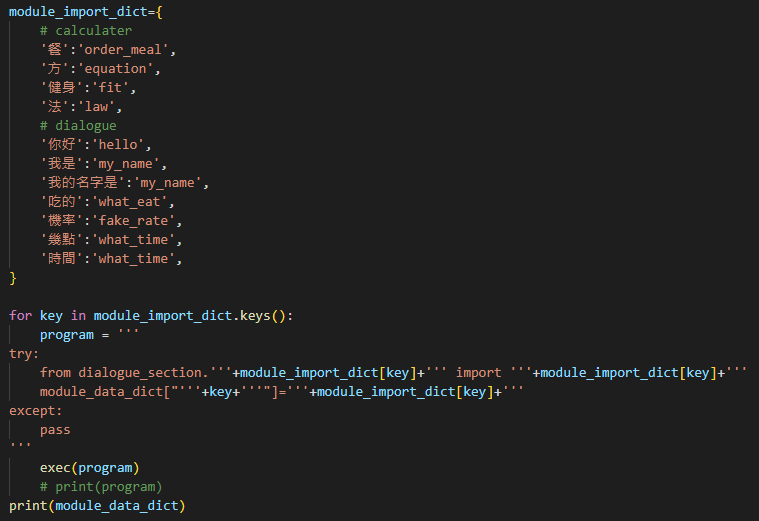 module_import_dict={
    # calculater
    '餐':'order_meal',
    '方':'equation',
    '健身':'fit',
    '法':'law',
    # dialogue
    '你好':'hello',
    '我是':'my_name',
    '我的名字是':'my_name',
    '吃的':'what_eat',
    '機率':'fake_rate',
    '幾點':'what_time',
    '時間':'what_time',
}
for key in module_import_dict.keys():
    program = '''
try:
    from dialogue_section.'''+module_import_dict[key]+''' import '''+module_import_dict[key]+'''
    module_data_dict["'''+key+'''"]='''+module_import_dict[key]+'''
except:
    pass
'''
    exec(program)
    # print(program)
print(module_data_dict)